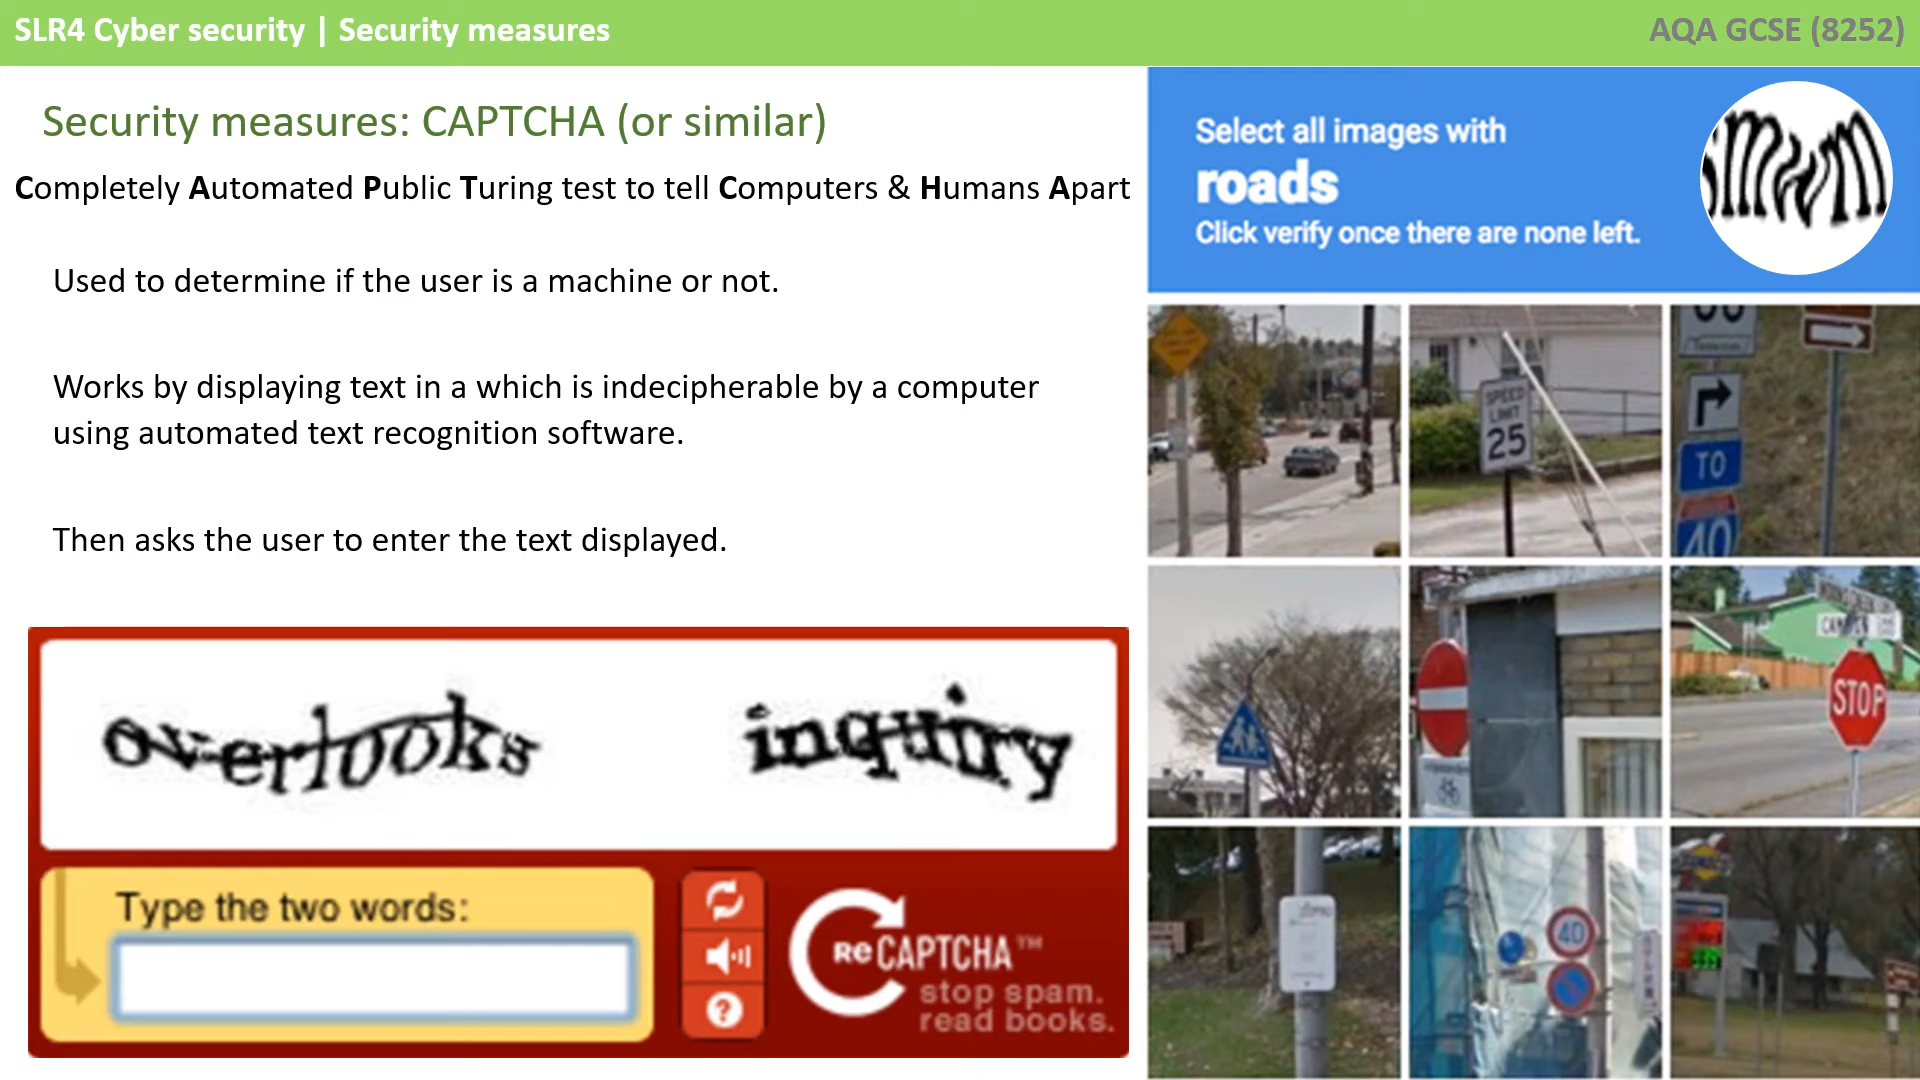 SLR4 Cyber security | Security measures
AQA GCSE (8252)
Security measures: CAPTCHA (or similar)
Completely Automated Public Turing test to tell Computers & Humans Apart
Used to determine if the user is a machine or not.
Works by displaying text in a which is indecipherable by a computer
using automated text recognition software.
Then asks the user to enter the text displayed.
overlooks inquiry
Type the two words:
?
reCAPTCHA™
stop spam.
read books.
Select all images with
roads
Click verify once there are none left.
SPEED
LIMIT
25
TO
40
STOP
40